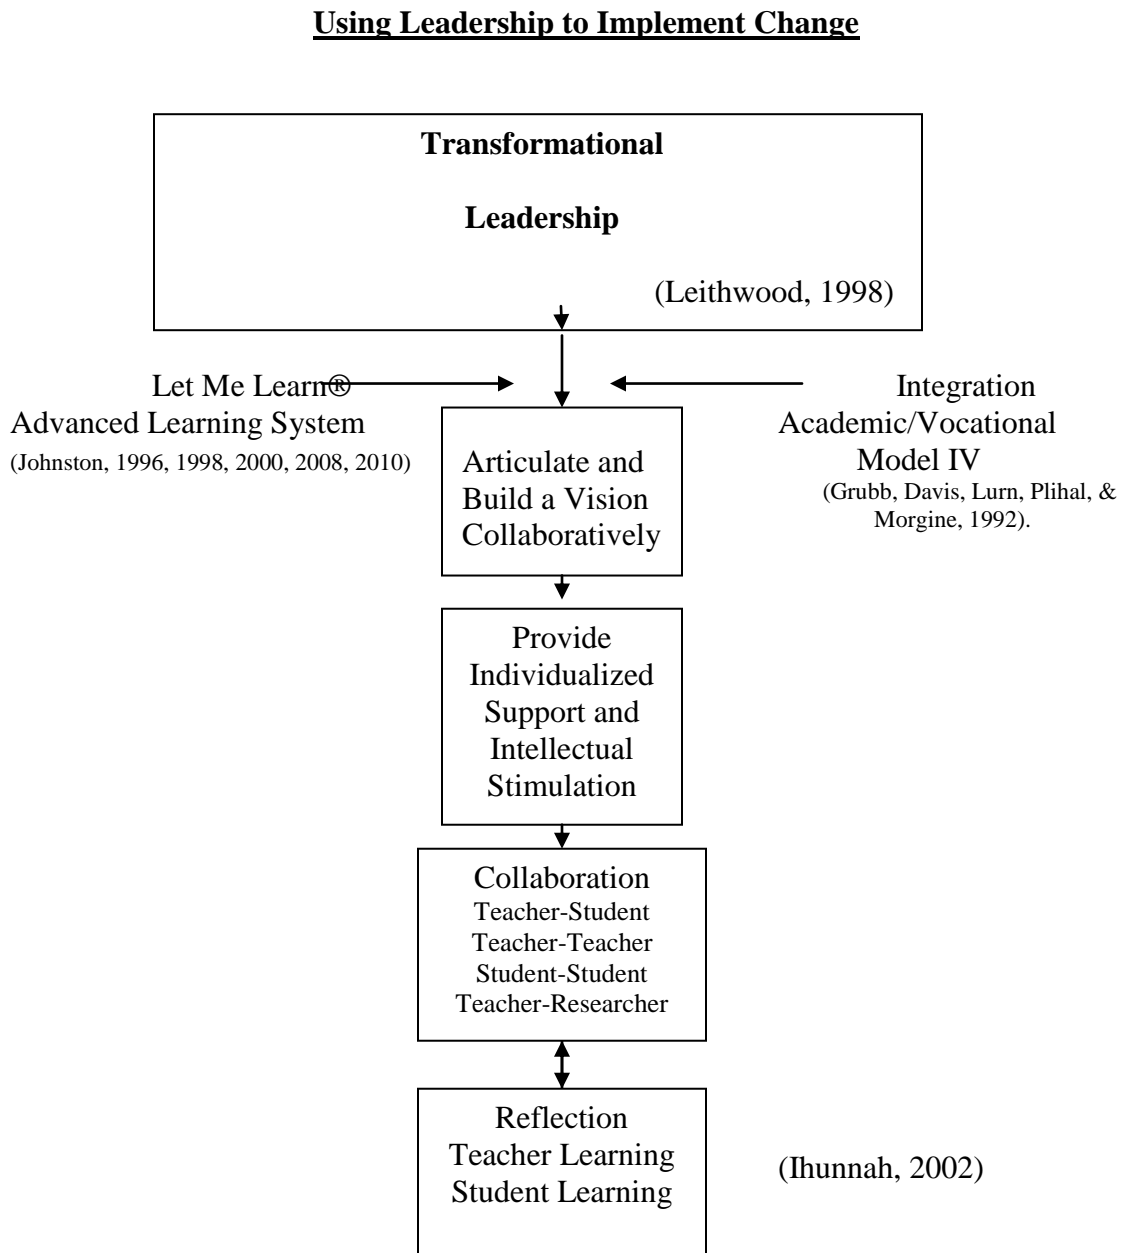 Using Leadership to Implement Change
Transformational
Leadership
(Leithwood, 1998)
Let Me Learn®
Advanced Learning System
(Johnston, 1996, 1998, 2000, 2008, 2010)
Integration
Academic/Vocational
Model IV
(Grubb, Davis, Lurn, Plihal, &
Morgine, 1992).
Articulate and
Build a Vision
Collaboratively
Provide
Individualized
Support and
Intellectual
Stimulation
Collaboration
Teacher-Student
Teacher-Teacher
Student-Student
Teacher-Researcher
Reflection
Teacher Learning
Student Learning
(Ihunnah, 2002)